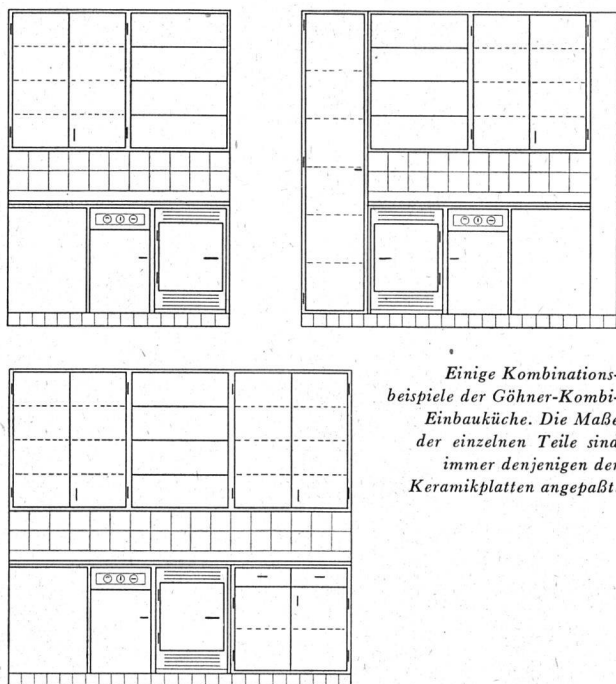 Einige Kombinations-
beispiele der Göhner-Kombi-
Einbauküche. Die Maße
der einzelnen Teile sind
immer denjenigen der
Keramikplatten angepaßt.